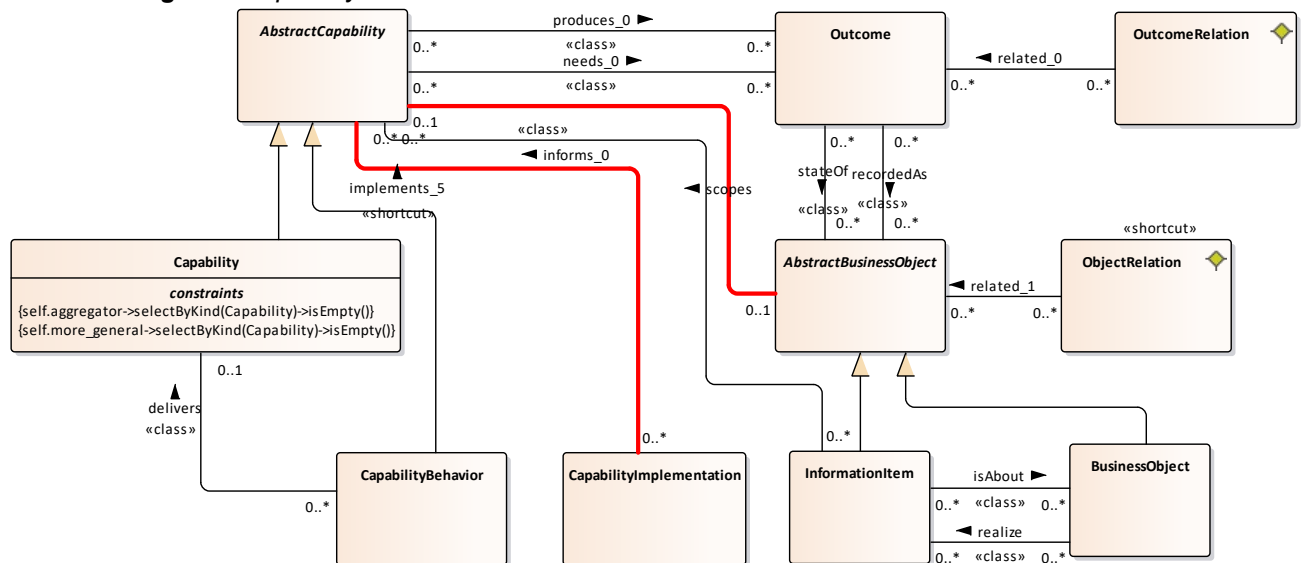 AbstractCapability
produces_0
Outcome
OutcomeRelation
0..*
«class»
0..*
needs_0
related_0
0..*
«class»
0..*
0..*
0..*
0..1
0..*
0..*
«class»
0..*
0..*
informs_0
implements_5
stateOf
recordedAs
scopes
«shortcut»
«class»
«class»
0..*
0..*
«shortcut»
Capability
AbstractBusinessObject
ObjectRelation
constraints
{self.aggregator->selectByKind(Capability)->isEmpty()}
{self.more_general->selectByKind(Capability)->isEmpty()}
related_1
0..1
0..*
0..*
0..1
delivers
«class»
0..*
0..*
CapabilityBehavior
CapabilityImplementation
InformationItem
BusinessObject
isAbout
0..*
0..*
«class»
0..*
realize
0..*
«class»
0..*